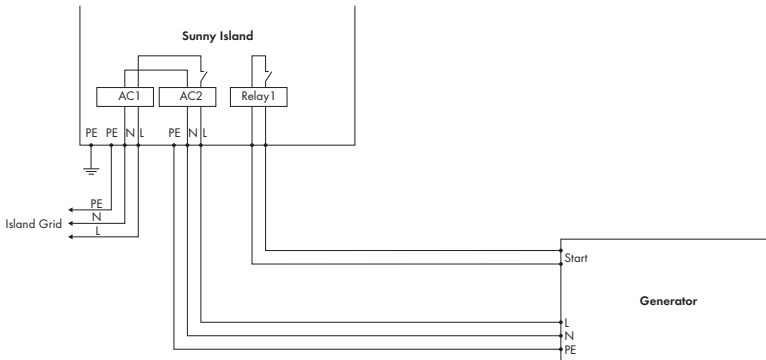 Sunny Island
AC1 AC2 Relay1
PE PE N L PE N L
PE
N
Island Grid
L
Start
Generator
L
N
PE